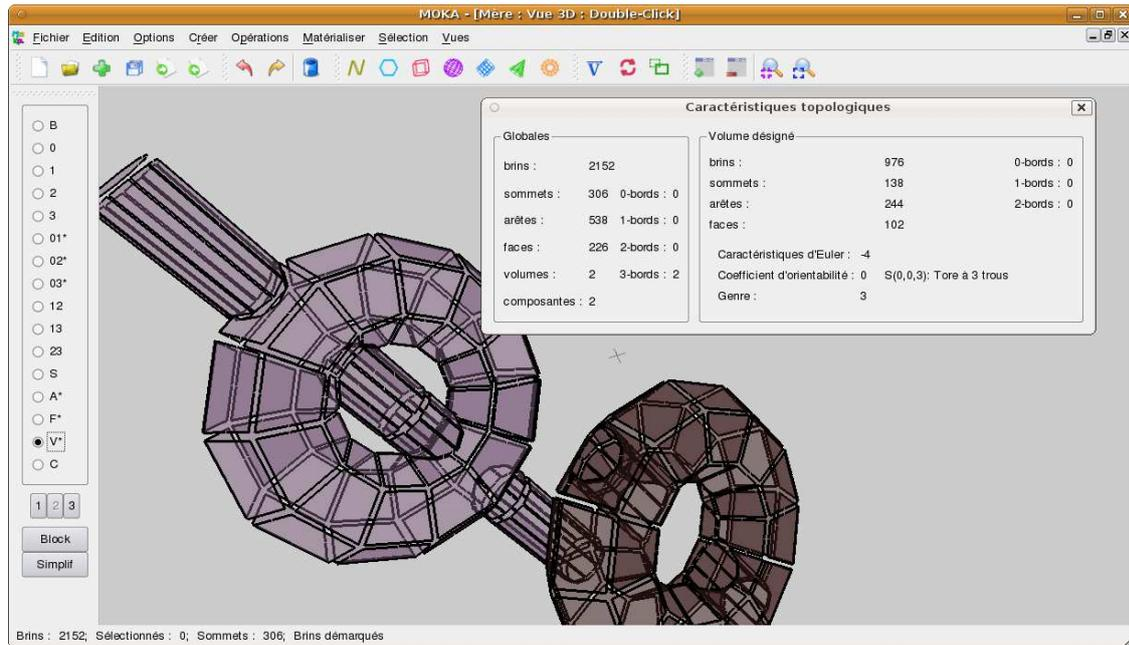 MOKA - [Mère : Vue 3D : Double-Click]
Fichier Edition Options Créer Opérations Matérialiser Sélection Vues
B
0
1
2
3
01*
02*
03*
12
13
23
S
A*
F*
V*
C
1 2 3
Block
Simplif
Caractéristiques topologiques
Globales
brins : 2152
sommets : 306 0-bords : 0
arêtes : 538 1-bords : 0
faces : 226 2-bords : 0
volumes : 2 3-bords : 2
composantes : 2
Volume désigné
brins : 976 0-bords : 0
sommets : 138 1-bords : 0
arêtes : 244 2-bords : 0
faces : 102
Caractéristiques d'Euler : -4
Coefficient d'orientabilité : 0 S(0,0,3): Tore à 3 trous
Genre : 3
Brins : 2152; Sélectionnés : 0; Sommets : 306; Brins démarqués